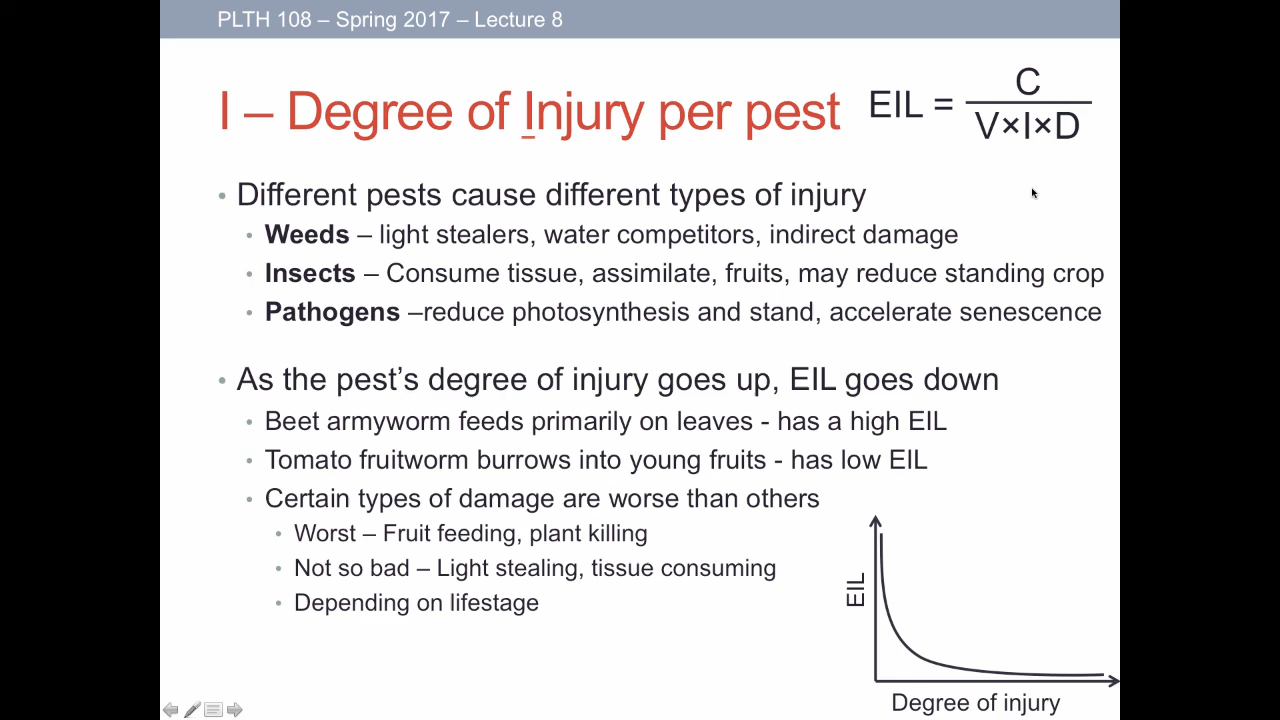 PLTH 108 – Spring 2017 – Lecture 8
I – Degree of Injury per pest
EIL = C
V×I×D
• Different pests cause different types of injury
• Weeds – light stealers, water competitors, indirect damage
• Insects – Consume tissue, assimilate, fruits, may reduce standing crop
• Pathogens –reduce photosynthesis and stand, accelerate senescence
• As the pest's degree of injury goes up, EIL goes down
• Beet armyworm feeds primarily on leaves - has a high EIL
• Tomato fruitworm burrows into young fruits - has low EIL
• Certain types of damage are worse than others
• Worst – Fruit feeding, plant killing
• Not so bad – Light stealing, tissue consuming
• Depending on lifestage
EIL
Degree of injury